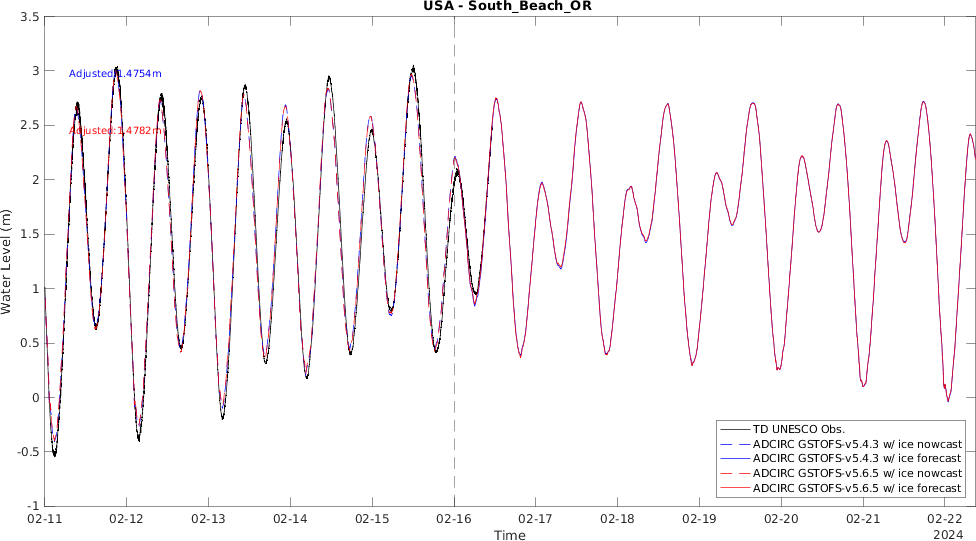 USA - South_Beach_OR
3.5
3
2.5
2
1.5
1
0.5
0
-0.5
-1
Water Level (m)
Adjusted:1.4754m
Adjusted:1.4782m
TD UNESCO Obs.
ADCIRC GSTOFS-v5.4.3 w/ ice nowcast
ADCIRC GSTOFS-v5.4.3 w/ ice forecast
ADCIRC GSTOFS-v5.6.5 w/ ice nowcast
ADCIRC GSTOFS-v5.6.5 w/ ice forecast
02-11 02-12 02-13 02-14 02-15 02-16 02-17 02-18 02-19 02-20 02-21 02-22
2024
Time